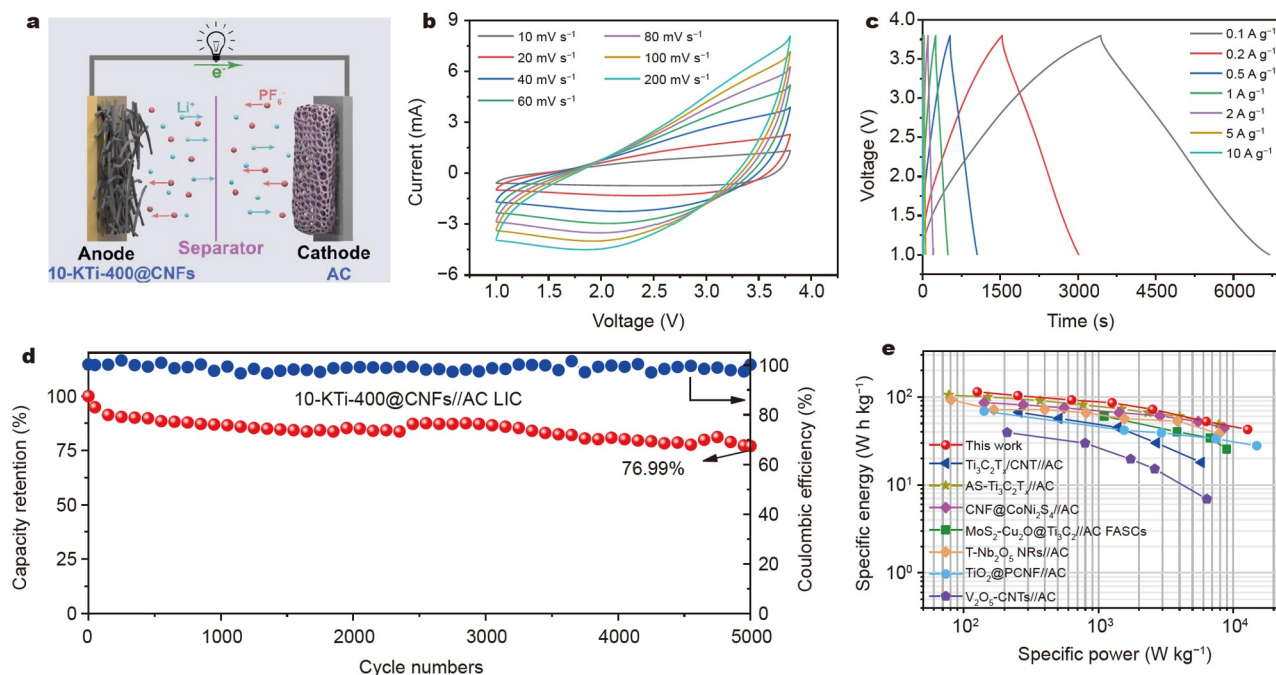 a
e⁻
Li⁺
PF₆⁻
Separator
Anode
Cathode
10-KTi-400@CNFs
AC
b
10 mV s⁻¹
80 mV s⁻¹
20 mV s⁻¹
100 mV s⁻¹
40 mV s⁻¹
200 mV s⁻¹
60 mV s⁻¹
9
6
3
0
−3
−6
Current (mA)
1.0
1.5
2.0
2.5
3.0
3.5
4.0
Voltage (V)
c
0.1 A g⁻¹
0.2 A g⁻¹
0.5 A g⁻¹
1 A g⁻¹
2 A g⁻¹
5 A g⁻¹
10 A g⁻¹
4.0
3.5
3.0
2.5
2.0
1.5
1.0
Voltage (V)
0
1500
3000
4500
6000
Time (s)
d
10-KTi-400@CNFs//AC LIC
76.99%
100
75
50
25
0
Capacity retention (%)
100
80
60
40
20
0
Coulombic efficiency (%)
0
1000
2000
3000
4000
5000
Cycle numbers
e
10²
10¹
10⁰
Specific energy (W h kg⁻¹)
This work
Ti₃C₂Tₓ/CNT//AC
AS-Ti₃C₂Tₓ//AC
CNF@CoNi₂S₄//AC
MoS₂-Cu₂O@Ti₃C₂//AC FASCs
T-Nb₂O₅ NRs//AC
TiO₂@PCNF//AC
V₂O₅-CNTs//AC
10²
10³
10⁴
Specific power (W kg⁻¹)